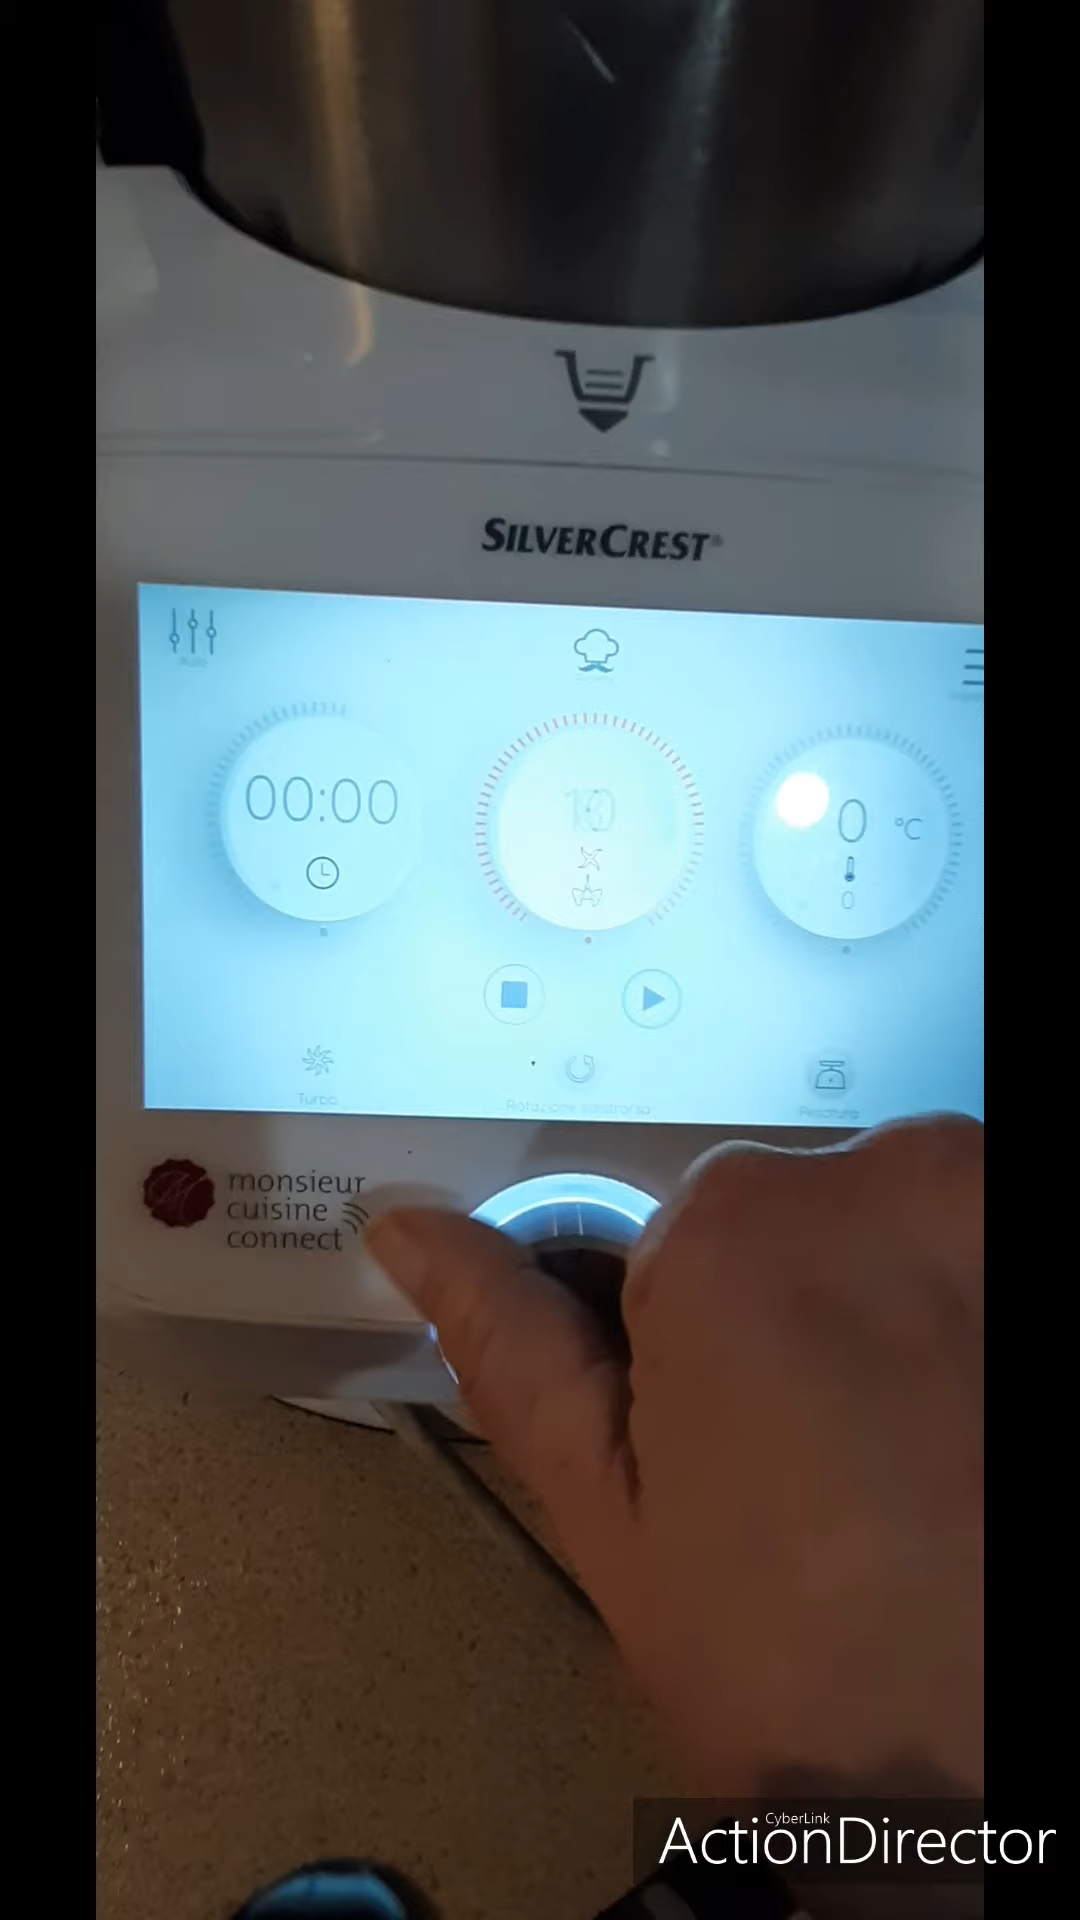 SILVERCREST®
00:00
10
0 °C
0
Turbo
Rotazione sinistrorsa
Pesatura
monsieur
cuisine
connect
CyberLink
ActionDirector